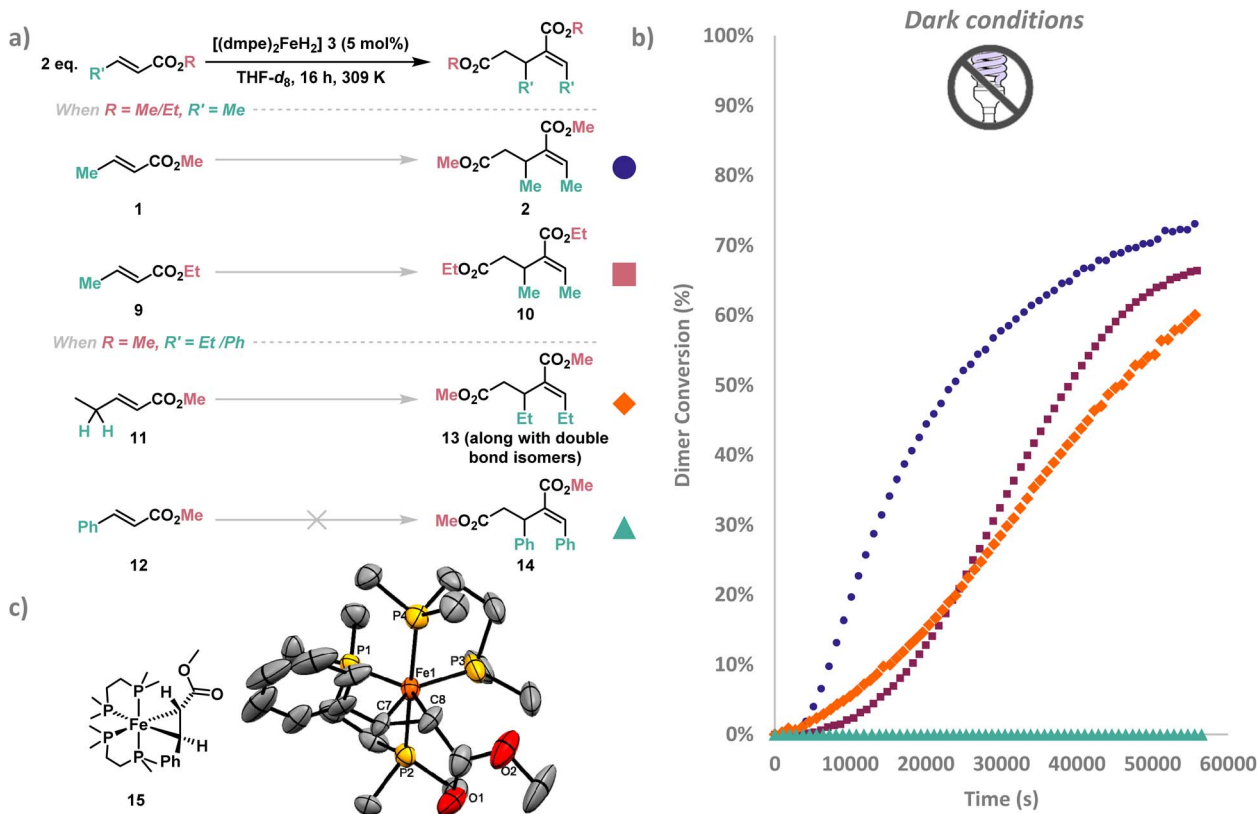 a)
2 eq.
R'
CO2R
[(dmpe)2FeH2] 3 (5 mol%)
THF-d8, 16 h, 309 K
CO2R
RO2C
R'
R'
When R = Me/Et, R' = Me
Me
CO2Me
1
CO2Me
MeO2C
Me
Me
2
Me
CO2Et
9
CO2Et
EtO2C
Me
Me
10
When R = Me, R' = Et /Ph
CO2Me
H
H
11
CO2Me
MeO2C
Et
Et
13 (along with double
bond isomers)
Ph
CO2Me
12
CO2Me
MeO2C
Ph
Ph
14
b)
Dark conditions
Dimer Conversion (%)
100%
90%
80%
70%
60%
50%
40%
30%
20%
10%
0%
0
10000
20000
30000
40000
50000
60000
Time (s)
c)
O
O
H
P
P
Fe
P
P
H
Ph
15
P4
P1
Fe1
P3
C7
C8
P2
O2
O1